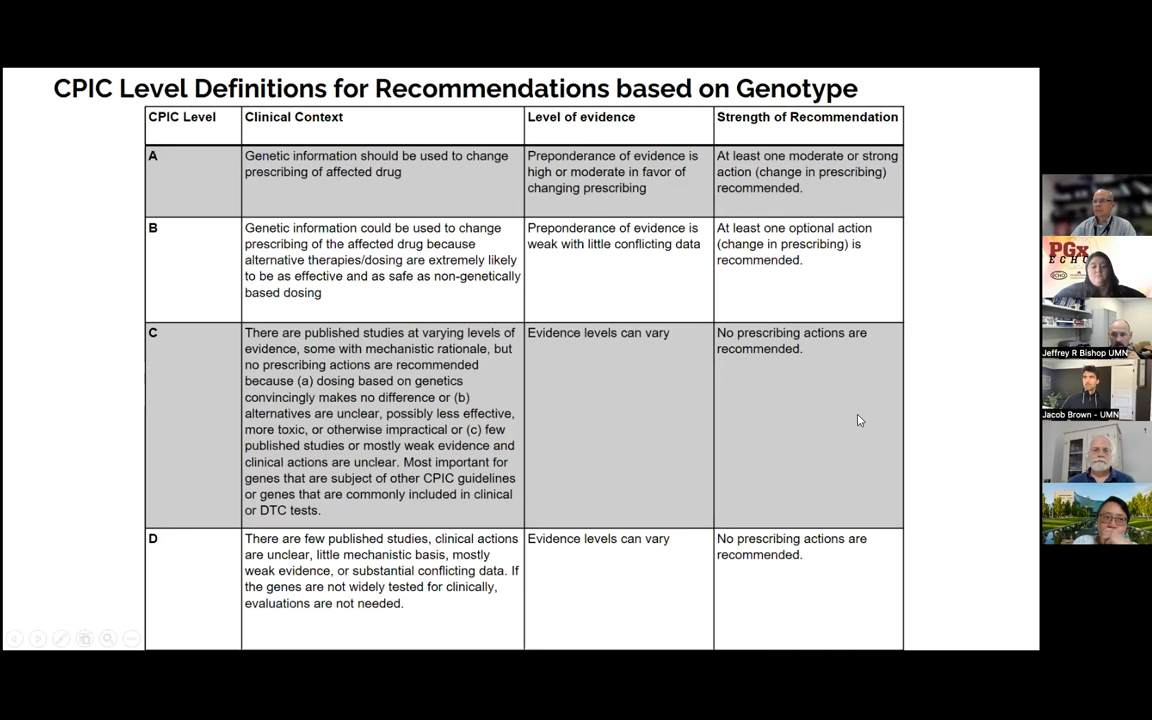 CPIC Level Definitions for Recommendations based on Genotype
CPIC Level
Clinical Context
Level of evidence
Strength of Recommendation
A
Genetic information should be used to change
prescribing of affected drug
Preponderance of evidence is
high or moderate in favor of
changing prescribing
At least one moderate or strong
action (change in prescribing)
recommended.
B
Genetic information could be used to change
prescribing of the affected drug because
alternative therapies/dosing are extremely likely
to be as effective and as safe as non-genetically
based dosing
Preponderance of evidence is
weak with little conflicting data
At least one optional action
(change in prescribing) is
recommended.
C
There are published studies at varying levels of
evidence, some with mechanistic rationale, but
no prescribing actions are recommended
because (a) dosing based on genetics
convincingly makes no difference or (b)
alternatives are unclear, possibly less effective,
more toxic, or otherwise impractical or (c) few
published studies or mostly weak evidence and
clinical actions are unclear. Most important for
genes that are subject of other CPIC guidelines
or genes that are commonly included in clinical
or DTC tests.
Evidence levels can vary
No prescribing actions are
recommended.
D
There are few published studies, clinical actions
are unclear, little mechanistic basis, mostly
weak evidence, or substantial conflicting data. If
the genes are not widely tested for clinically,
evaluations are not needed.
Evidence levels can vary
No prescribing actions are
recommended.
PGx
ECHO
ECHO
Jeffrey R Bishop UMN
Jacob Brown - UMN